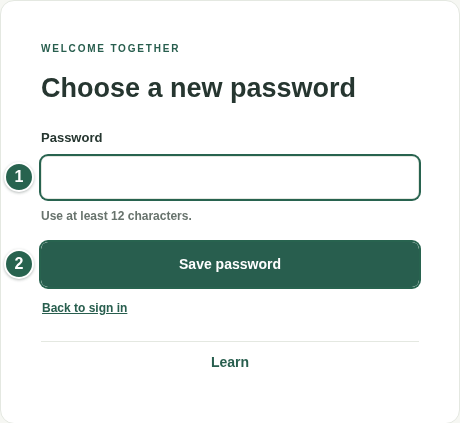 WELCOME TOGETHER
Choose a new password
Password
1
Use at least 12 characters.
2
Save password
Back to sign in
Learn